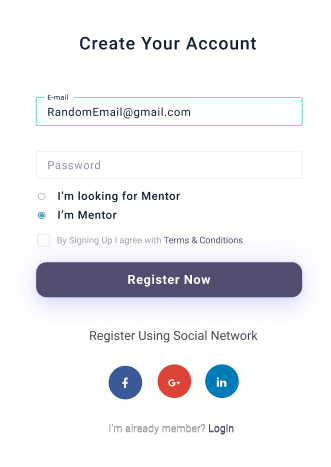 Create Your Account
E-mail
RandomEmail@gmail.com
Password
I'm looking for Mentor
I'm Mentor
By Signing Up I agree with Terms & Conditions
Register Now
Register Using Social Network
f G+ in
I'm already member? Login